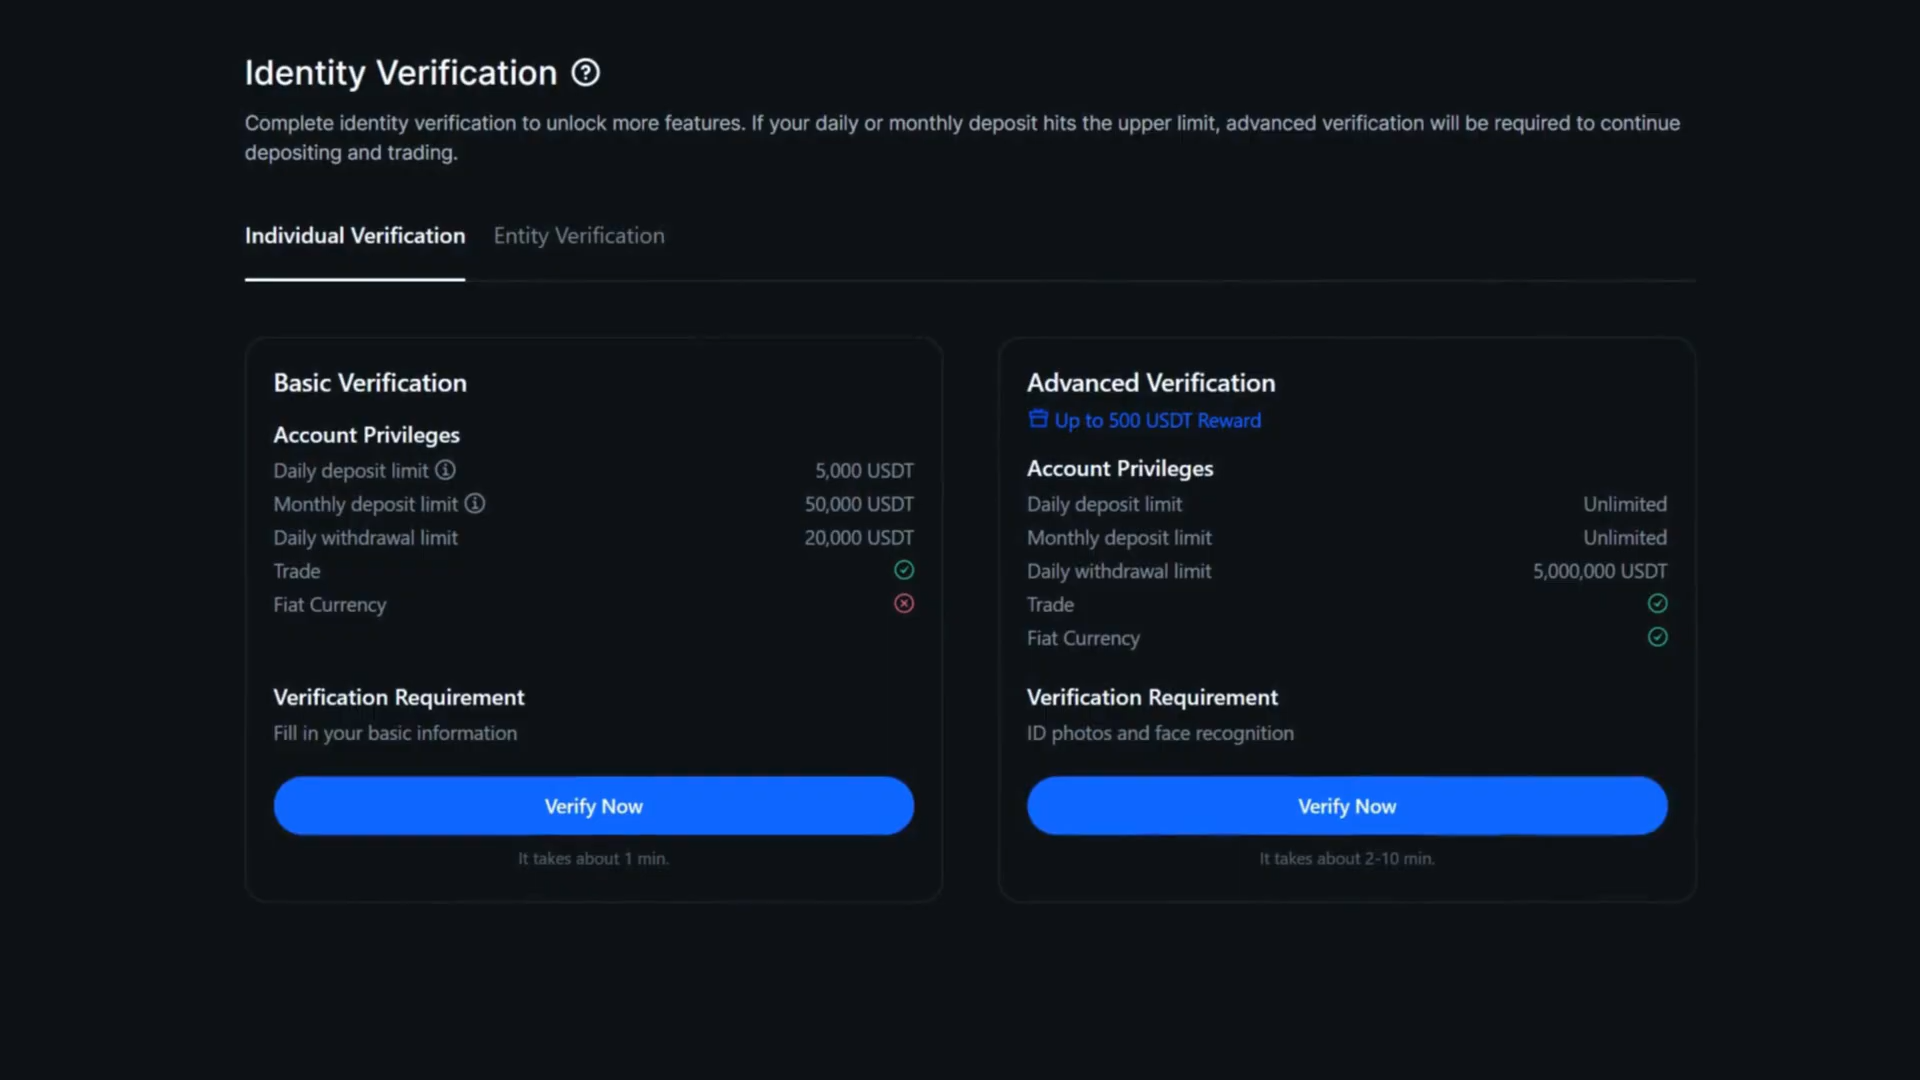 Identity Verification
Complete identity verification to unlock more features. If your daily or monthly deposit hits the upper limit, advanced verification will be required to continue
depositing and trading.
Individual Verification
Entity Verification
Basic Verification
Account Privileges
Daily deposit limit
5,000 USDT
Monthly deposit limit
50,000 USDT
Daily withdrawal limit
20,000 USDT
Trade
Fiat Currency
Verification Requirement
Fill in your basic information
Verify Now
It takes about 1 min.
Advanced Verification
Up to 500 USDT Reward
Account Privileges
Daily deposit limit
Unlimited
Monthly deposit limit
Unlimited
Daily withdrawal limit
5,000,000 USDT
Trade
Fiat Currency
Verification Requirement
ID photos and face recognition
Verify Now
It takes about 2-10 min.